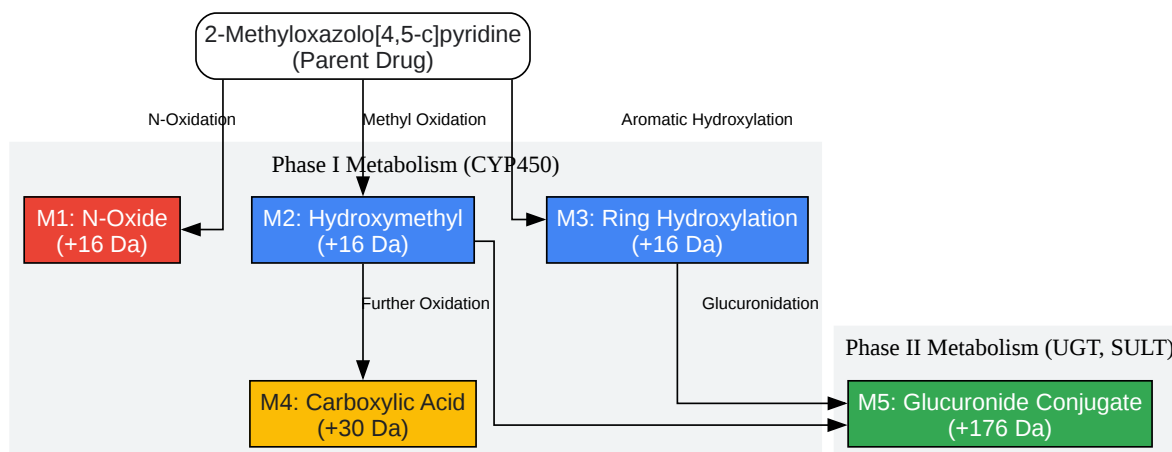 2-Methyloxazolo[4,5-c]pyridine
(Parent Drug)
N-Oxidation
Methyl Oxidation
Aromatic Hydroxylation
Phase I Metabolism (CYP450)
M1: N-Oxide
(+16 Da)
M2: Hydroxymethyl
(+16 Da)
M3: Ring Hydroxylation
(+16 Da)
Further Oxidation
Glucuronidation
Phase II Metabolism (UGT, SULT)
M4: Carboxylic Acid
(+30 Da)
M5: Glucuronide Conjugate
(+176 Da)